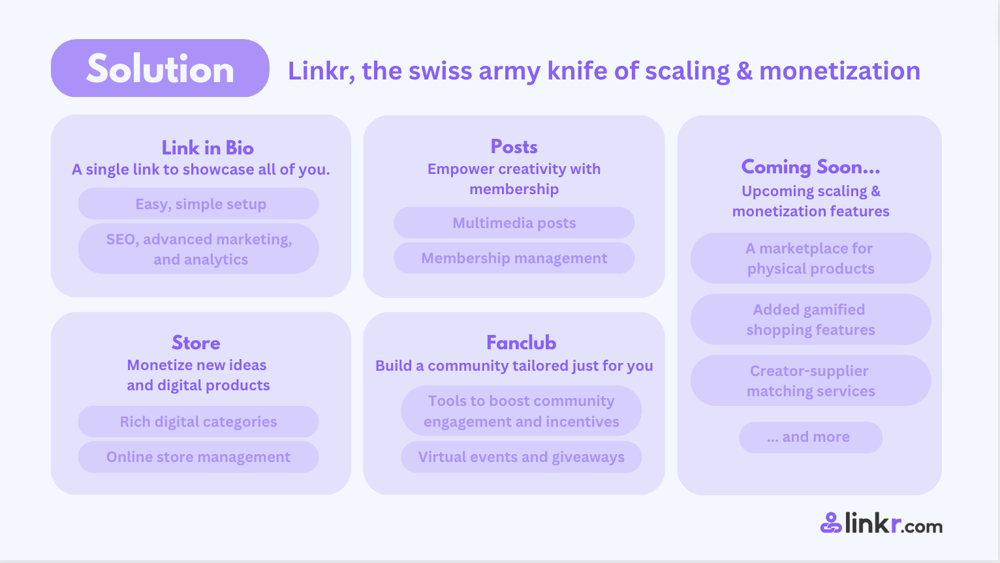 Solution
Linkr, the swiss army knife of scaling & monetization
Link in Bio
A single link to showcase all of you.
Easy, simple setup
SEO, advanced marketing,
and analytics
Posts
Empower creativity with
membership
Multimedia posts
Membership management
Store
Monetize new ideas
and digital products
Rich digital categories
Online store management
Fanclub
Build a community tailored just for you
Tools to boost community
engagement and incentives
Virtual events and giveaways
Coming Soon...
Upcoming scaling &
monetization features
A marketplace for
physical products
Added gamified
shopping features
Creator-supplier
matching services
... and more
linkr.com